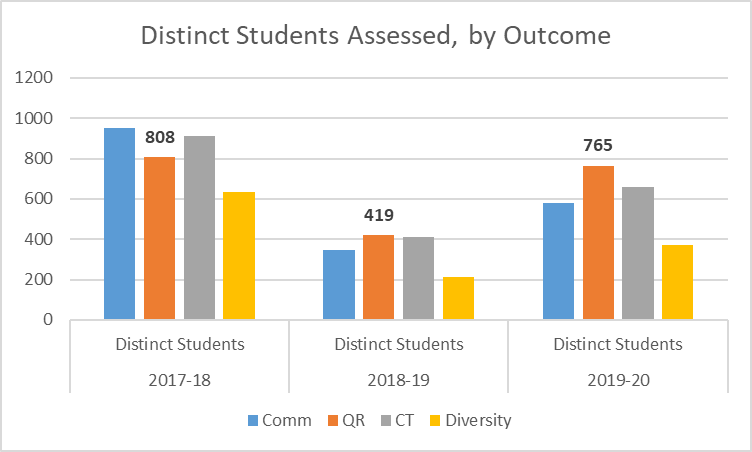 Distinct Students Assessed, by Outcome
1200
1000
800
600
400
200
0
808
419
765
Distinct Students Distinct Students Distinct Students
2017-18 2018-19 2019-20
Comm QR CT Diversity